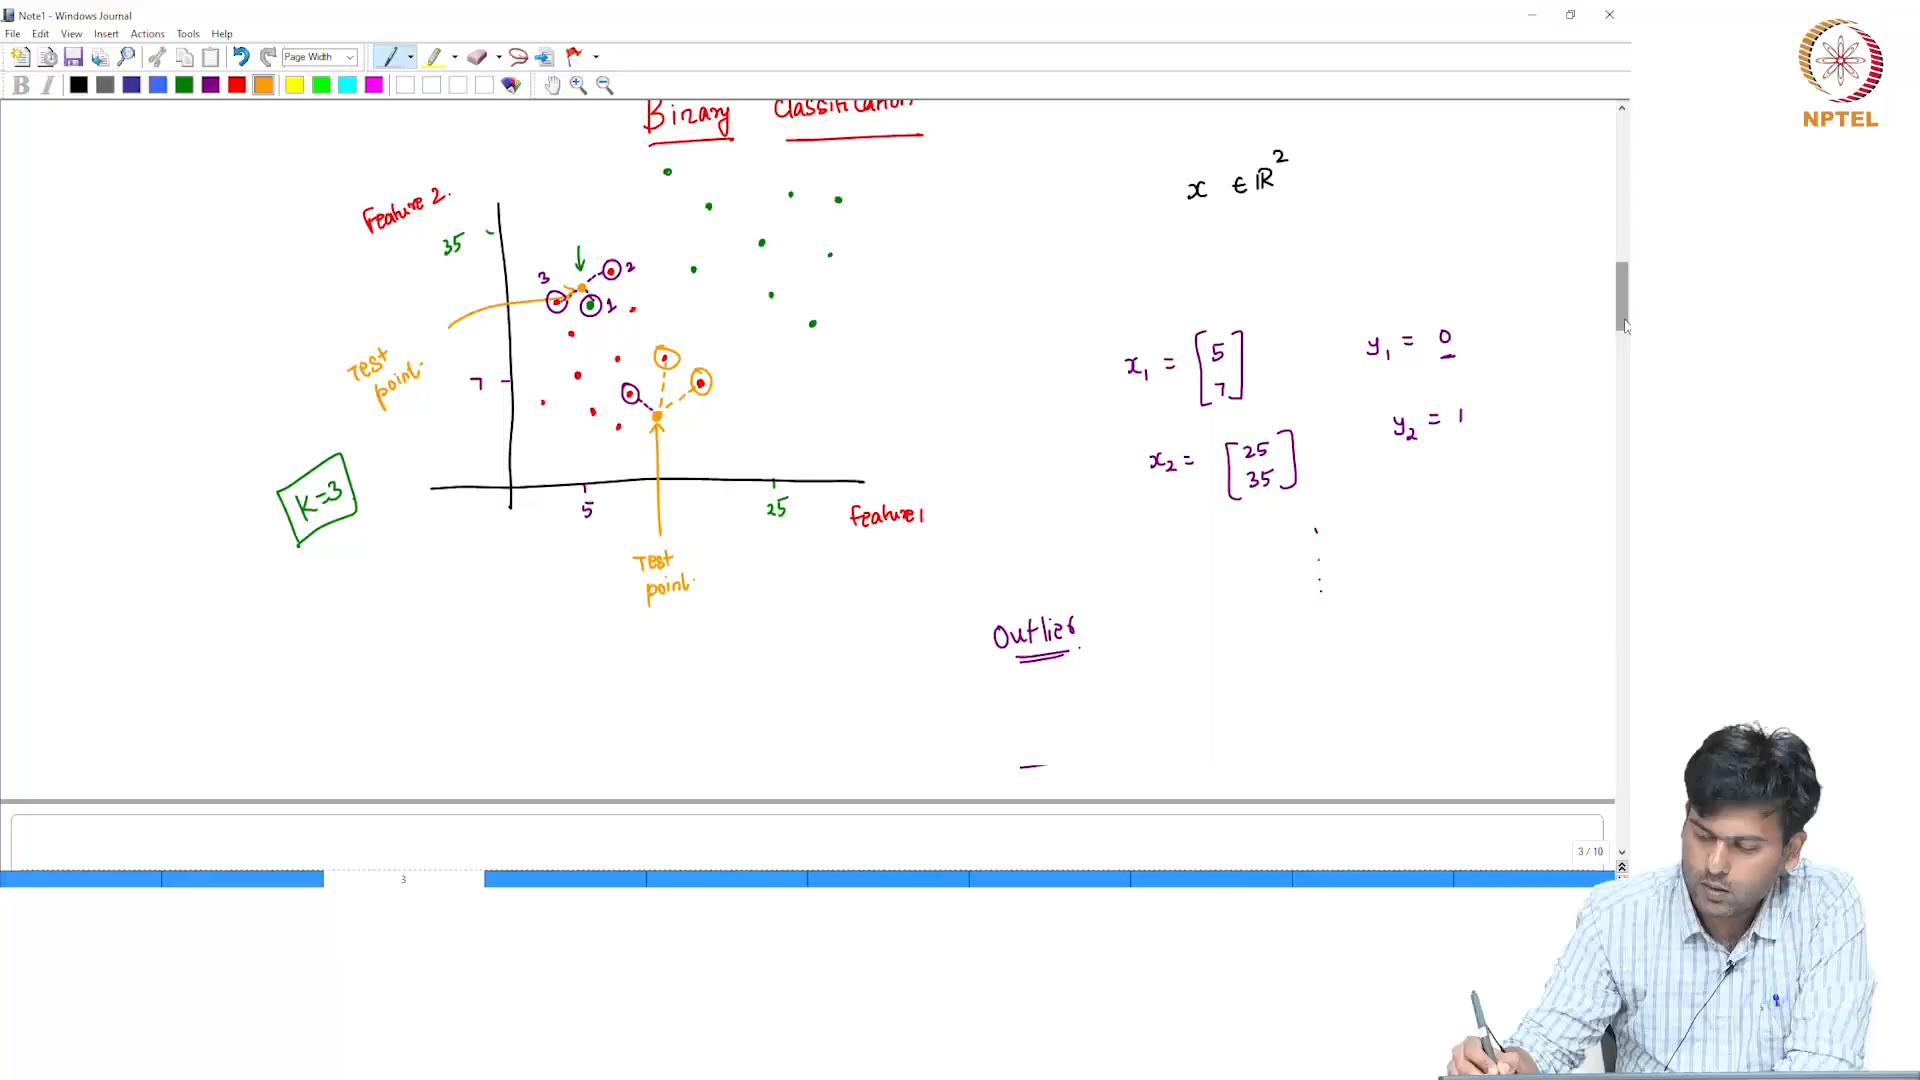 Note1 - Windows Journal
File Edit View Insert Actions Tools Help
Page Width
B I
NPTEL
Binary Classification
x ∈ ℝ²
Feature 2.
35
3
2
1
7
Test
point.
K=3
5
25
Feature 1
Test
point.
x₁ = [5 7] y₁ = 0
x₂ = [25 35] y₂ = 1
Outlier.
3 / 10
3